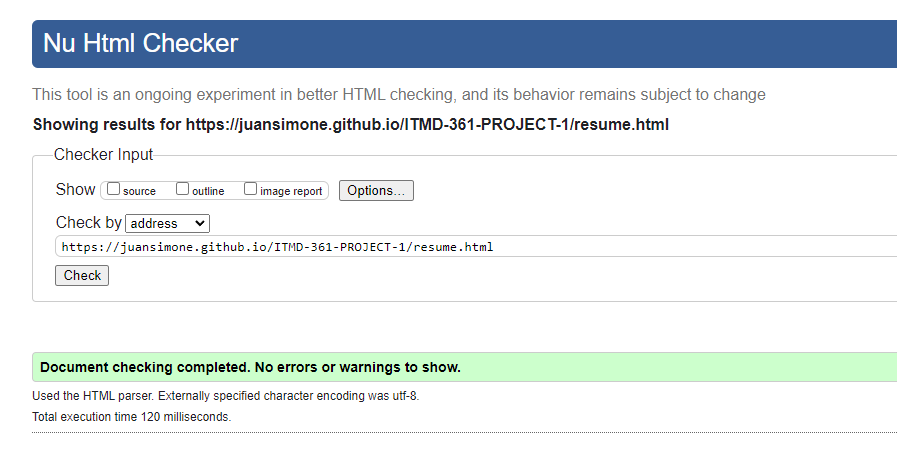 Nu Html Checker
This tool is an ongoing experiment in better HTML checking, and its behavior remains subject to change
Showing results for https://juansimone.github.io/ITMD-361-PROJECT-1/resume.html
Checker Input
Show source outline image report Options...
Check by address
https://juansimone.github.io/ITMD-361-PROJECT-1/resume.html
Check
Document checking completed. No errors or warnings to show.
Used the HTML parser. Externally specified character encoding was utf-8.
Total execution time 120 milliseconds.